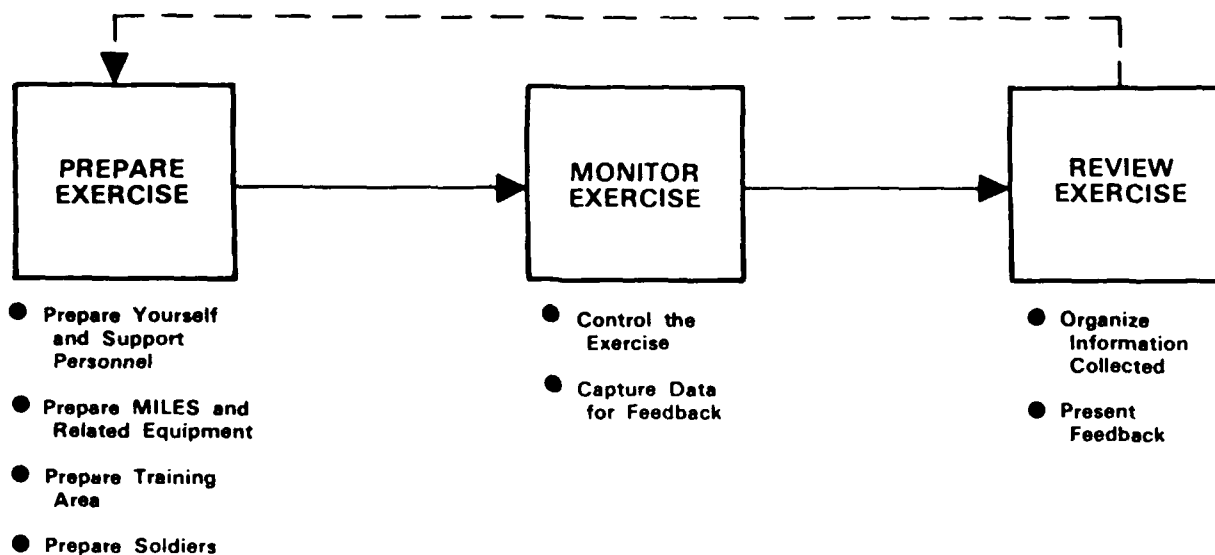 PREPARE
EXERCISE
MONITOR
EXERCISE
REVIEW
EXERCISE
● Prepare Yourself
and Support
Personnel
● Prepare MILES and
Related Equipment
● Prepare Training
Area
● Prepare Soldiers
● Control the
Exercise
● Capture Data
for Feedback
● Organize
Information
Collected
● Present
Feedback